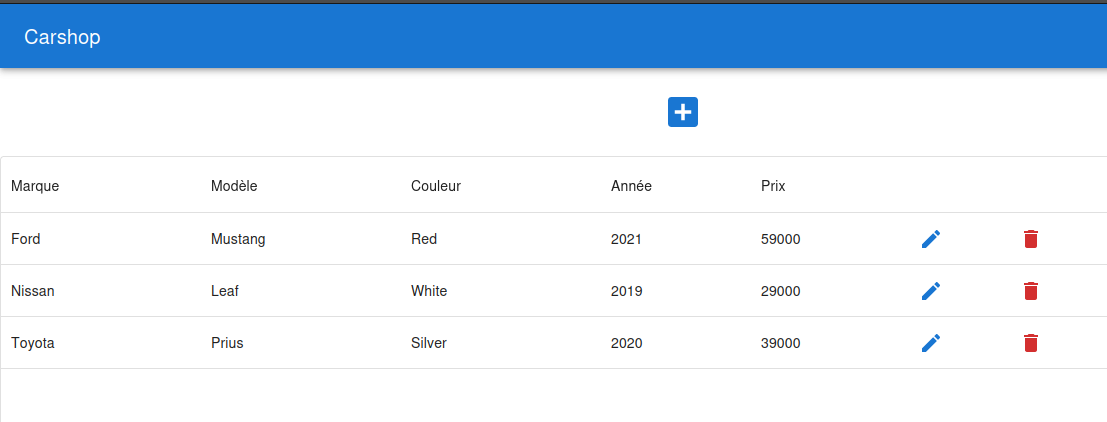 Carshop
Marque Modèle Couleur Année Prix
Ford Mustang Red 2021 59000
Nissan Leaf White 2019 29000
Toyota Prius Silver 2020 39000